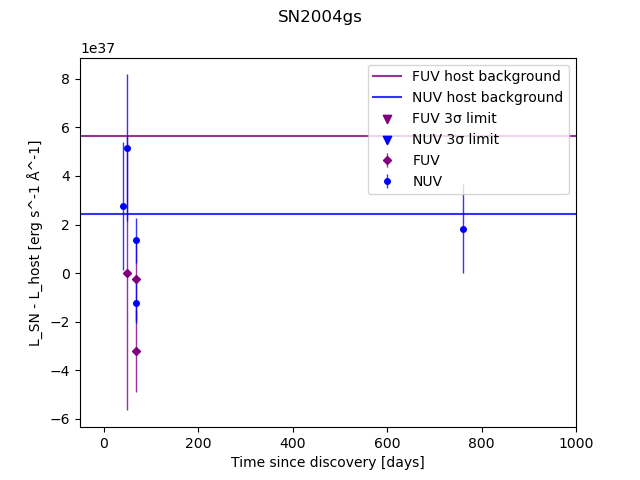 SN2004gs
1e37
L_SN - L_host [erg s^-1 Å^-1]
8
6
4
2
0
−2
−4
−6
FUV host background
NUV host background
FUV 3σ limit
NUV 3σ limit
FUV
NUV
0 200 400 600 800 1000
Time since discovery [days]